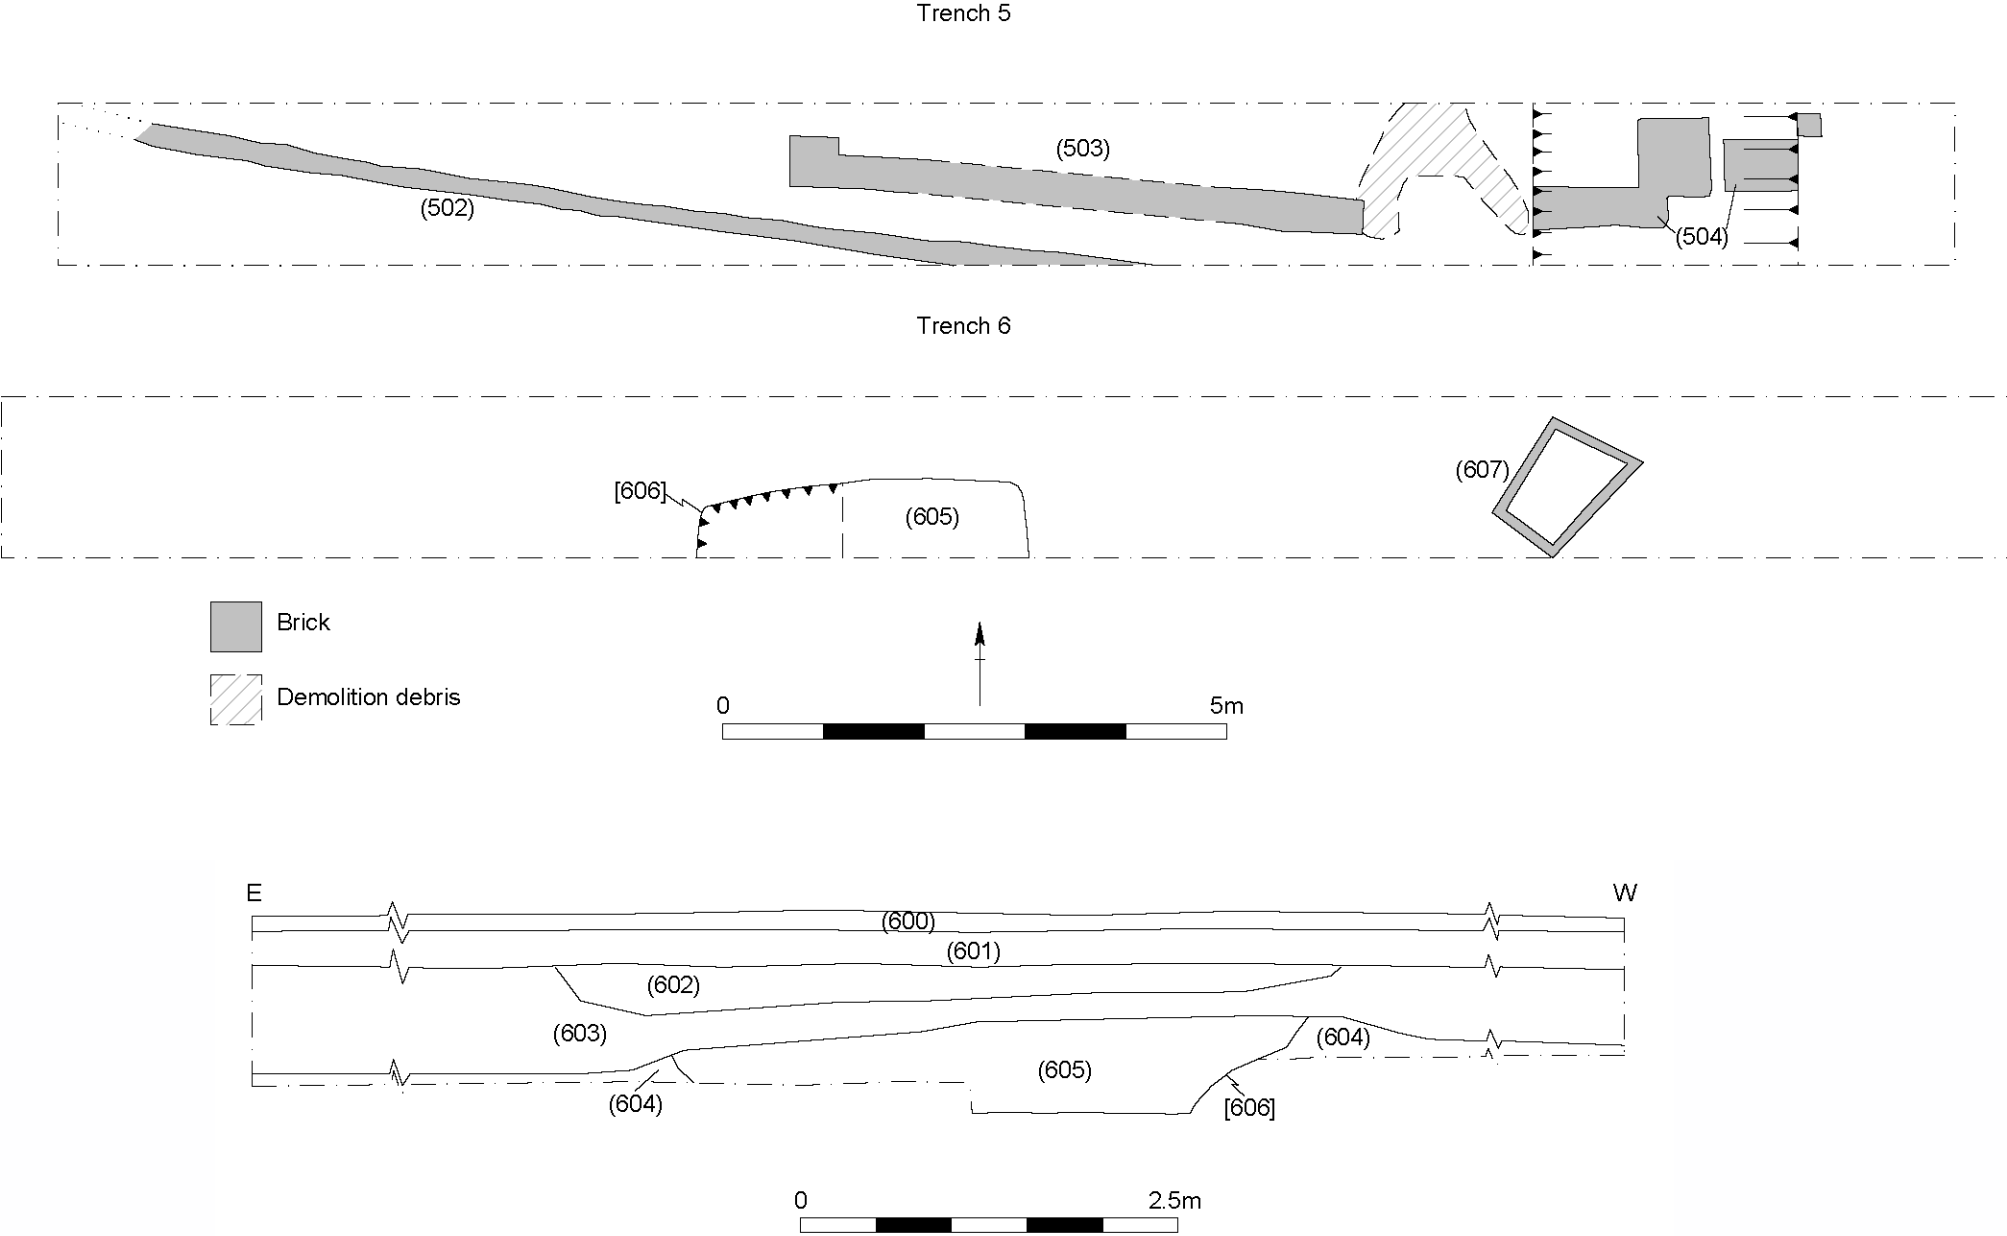 Trench 5
(503)
(502)
(504)
Trench 6
(607)
[606]
(605)
Brick
Demolition debris
0 5m
E W
(600)
(601)
(602)
(603)
(604)
(605)
(604)
[606]
0 2.5m